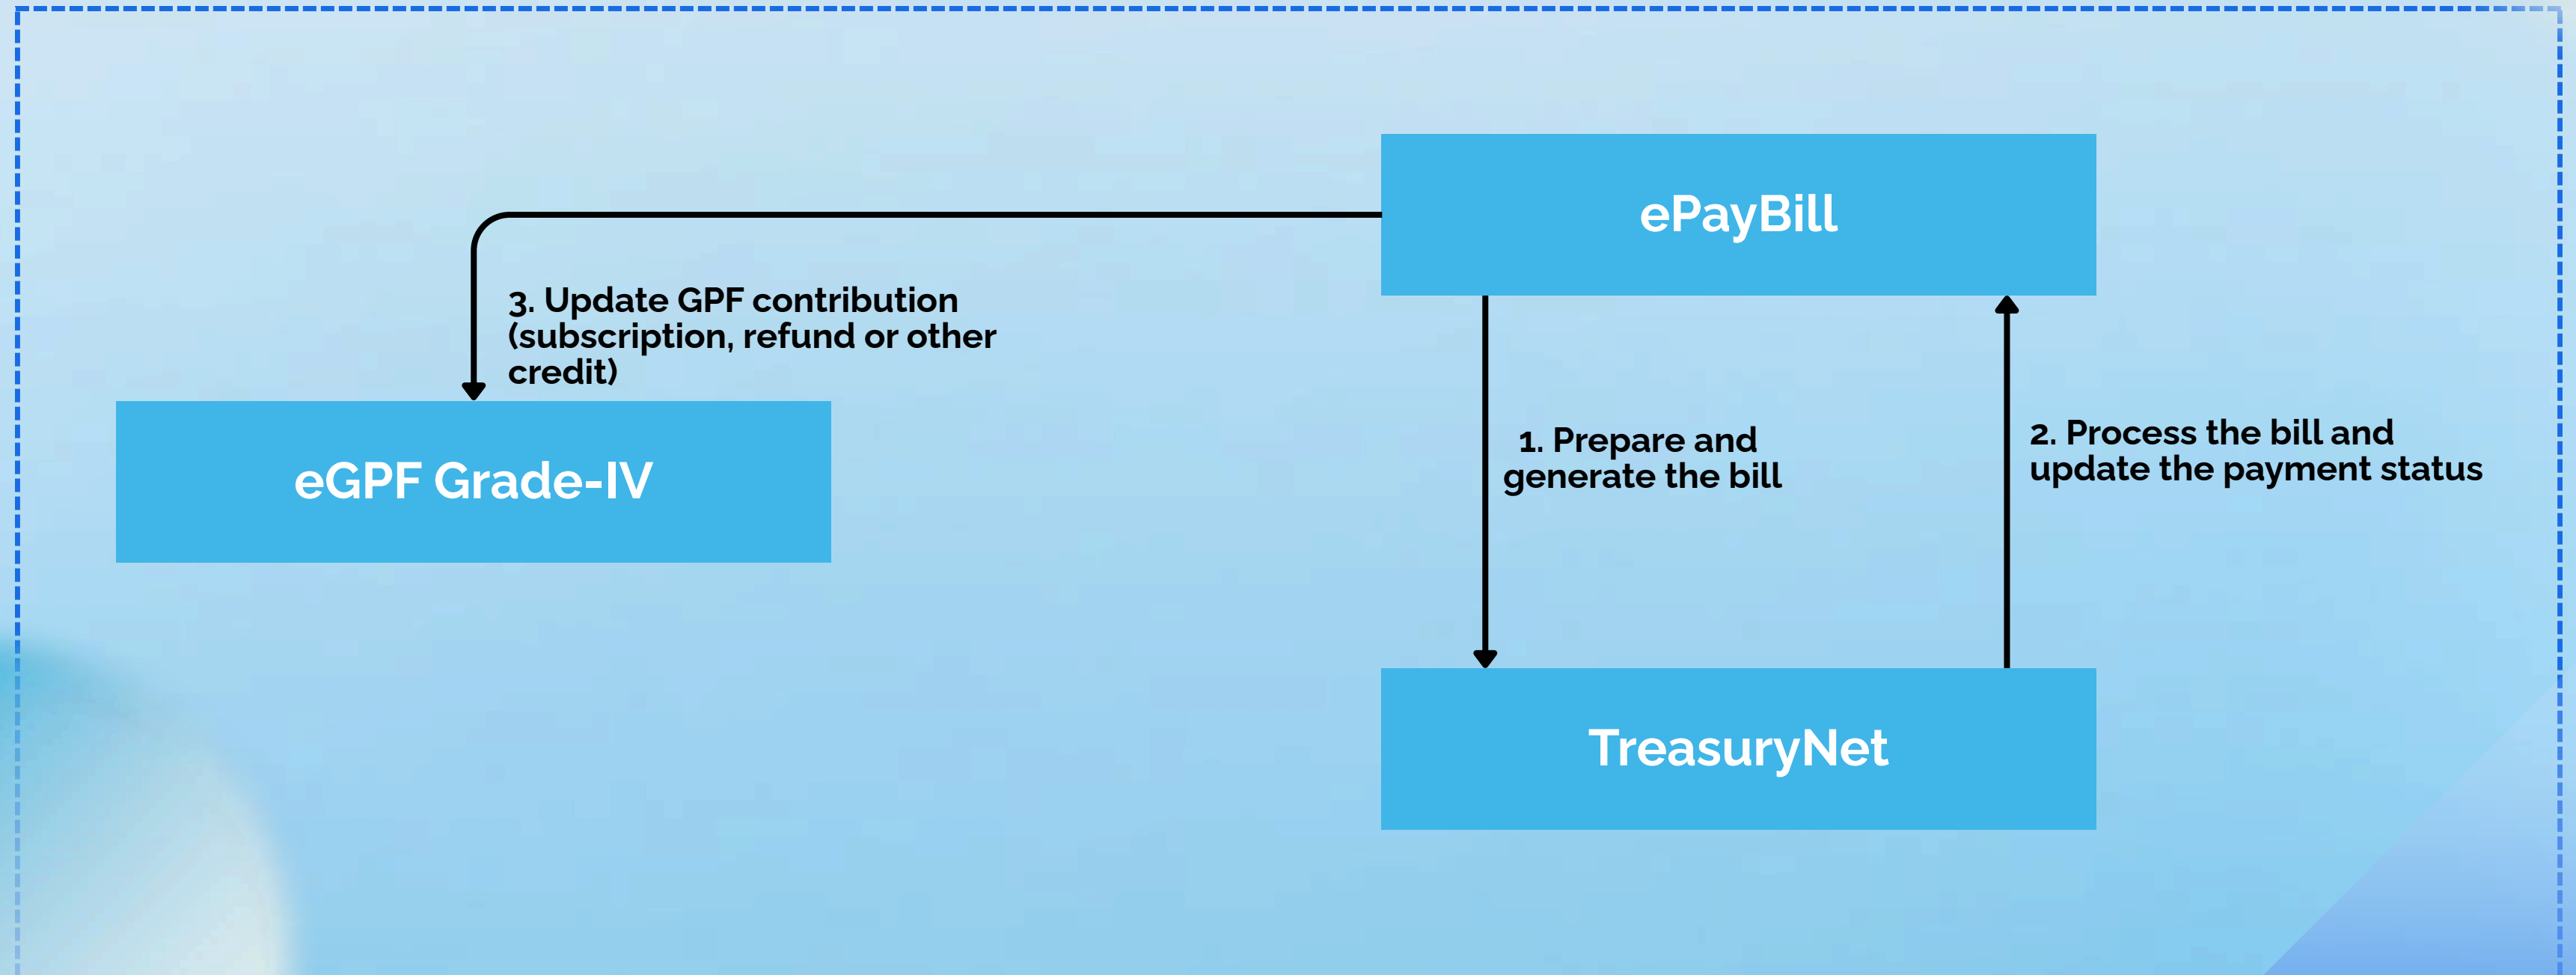 ePayBill
3. Update GPF contribution
(subscription, refund or other
credit)
eGPF Grade-IV
1. Prepare and
generate the bill
2. Process the bill and
update the payment status
TreasuryNet